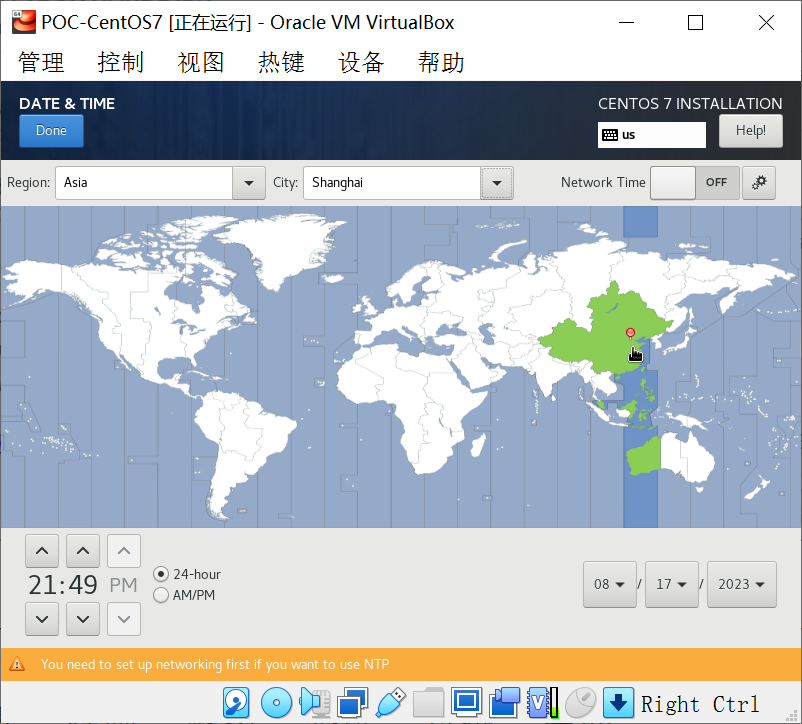 POC-CentOS7 [正在运行] - Oracle VM VirtualBox
管理 控制 视图 热键 设备 帮助
DATE & TIME
CENTOS 7 INSTALLATION
Done
us
Help!
Region: Asia City: Shanghai Network Time OFF
21:49 PM
24-hour
AM/PM
08 / 17 / 2023
You need to set up networking first if you want to use NTP
Right Ctrl